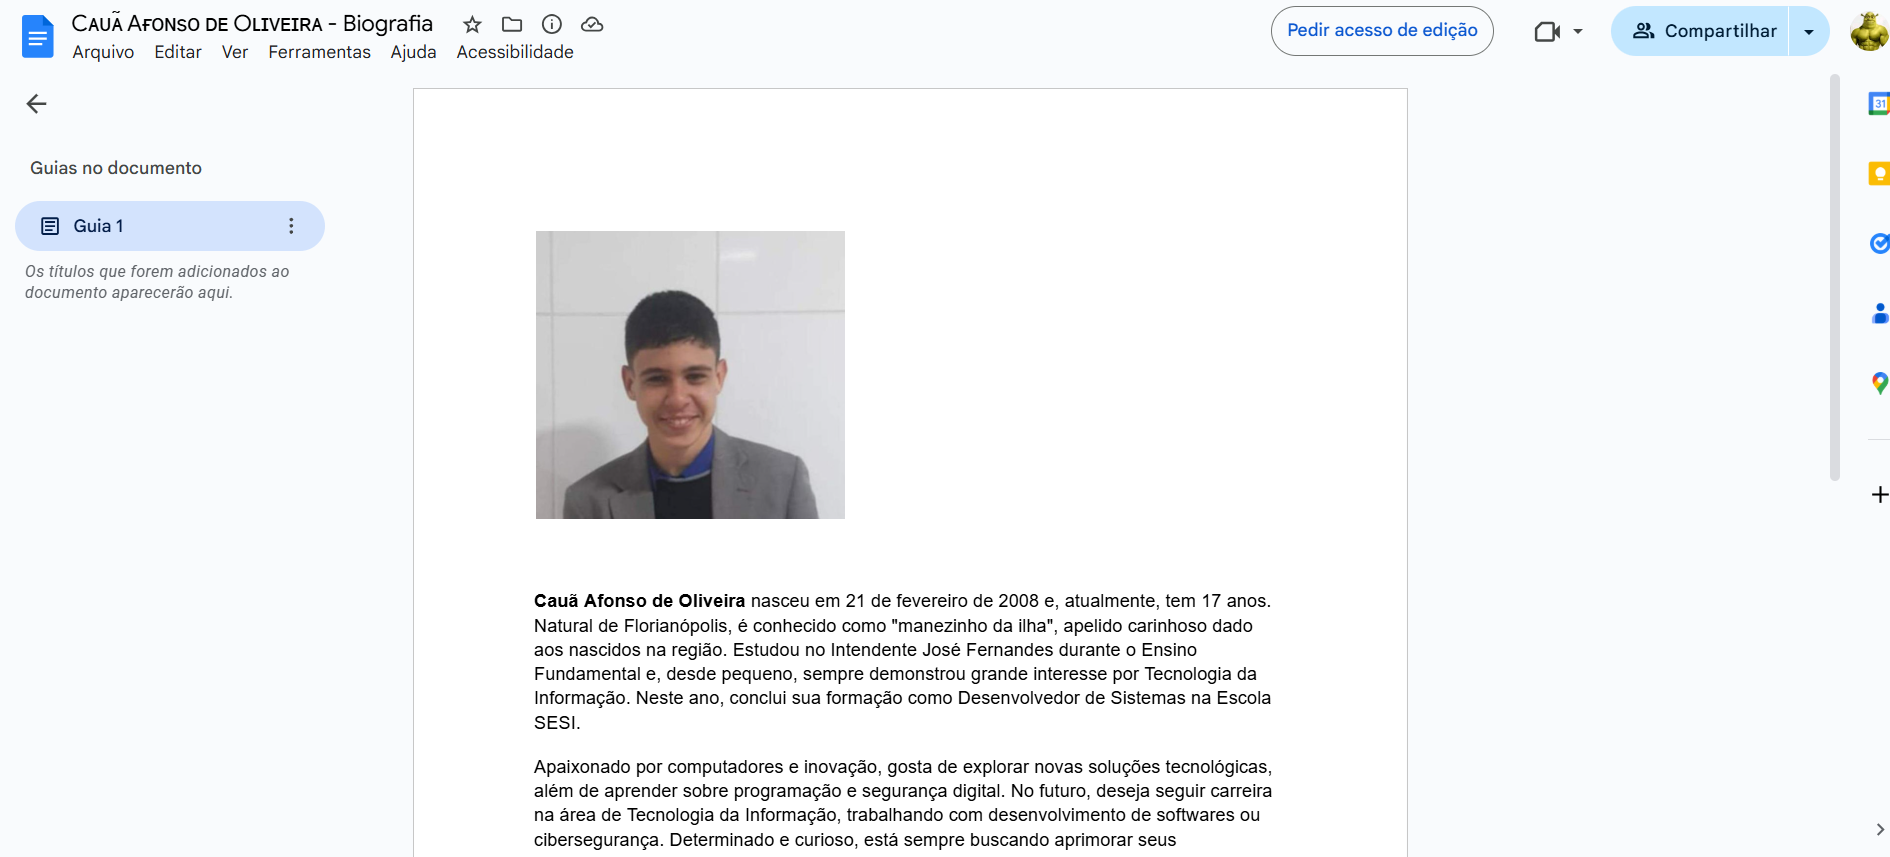 Cauã Afonso de Oliveira - Biografia
Arquivo Editar Ver Ferramentas Ajuda Acessibilidade
Pedir acesso de edição
Compartilhar
Guias no documento
Guia 1
Os títulos que forem adicionados ao
documento aparecerão aqui.
31
Cauã Afonso de Oliveira nasceu em 21 de fevereiro de 2008 e, atualmente, tem 17 anos.
Natural de Florianópolis, é conhecido como "manezinho da ilha", apelido carinhoso dado
aos nascidos na região. Estudou no Intendente José Fernandes durante o Ensino
Fundamental e, desde pequeno, sempre demonstrou grande interesse por Tecnologia da
Informação. Neste ano, conclui sua formação como Desenvolvedor de Sistemas na Escola
SESI.
Apaixonado por computadores e inovação, gosta de explorar novas soluções tecnológicas,
além de aprender sobre programação e segurança digital. No futuro, deseja seguir carreira
na área de Tecnologia da Informação, trabalhando com desenvolvimento de softwares ou
cibersegurança. Determinado e curioso, está sempre buscando aprimorar seus